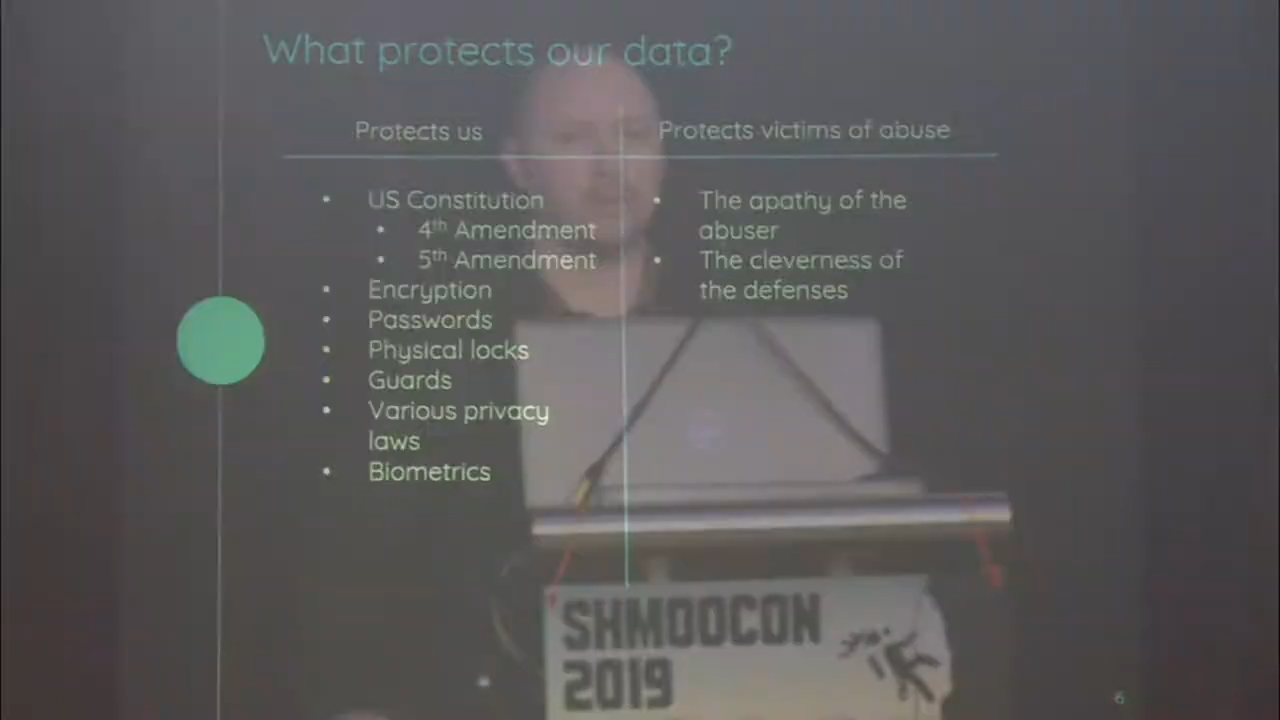 What protects our data?
Protects us
Protects victims of abuse
• US Constitution
• 4th Amendment
• 5th Amendment
• Encryption
• Passwords
• Physical locks
• Guards
• Various privacy
laws
• Biometrics
• The apathy of the
abuser
• The cleverness of
the defenses
SHMOOCON
2019
6